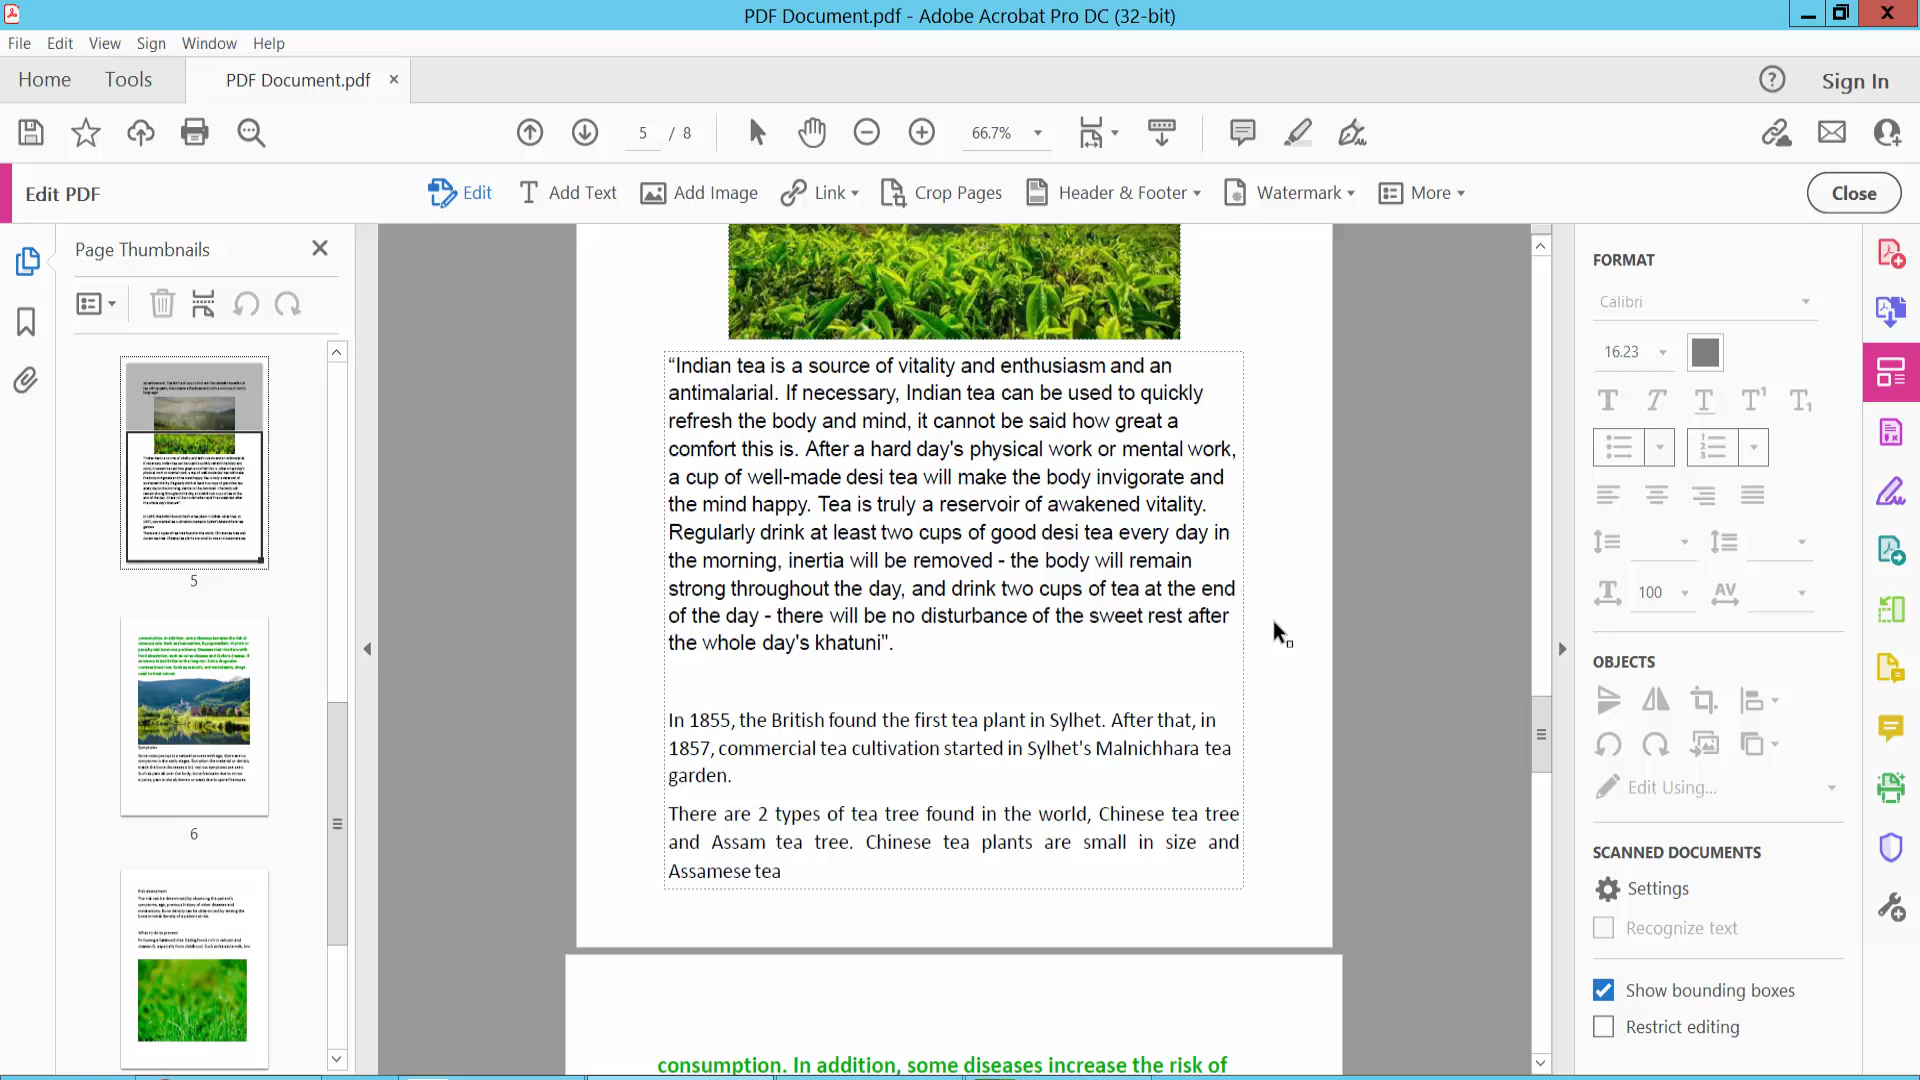 PDF Document.pdf - Adobe Acrobat Pro DC (32-bit)
File Edit View Sign Window Help
Home Tools PDF Document.pdf × Sign In
5 / 8 66.7%
Edit PDF Edit Add Text Add Image Link Crop Pages Header & Footer Watermark More Close
Page Thumbnails
5
6
“Indian tea is a source of vitality and enthusiasm and an
antimalarial. If necessary, Indian tea can be used to quickly
refresh the body and mind, it cannot be said how great a
comfort this is. After a hard day's physical work or mental work,
a cup of well-made desi tea will make the body invigorate and
the mind happy. Tea is truly a reservoir of awakened vitality.
Regularly drink at least two cups of good desi tea every day in
the morning, inertia will be removed - the body will remain
strong throughout the day, and drink two cups of tea at the end
of the day - there will be no disturbance of the sweet rest after
the whole day's khatuni".
In 1855, the British found the first tea plant in Sylhet. After that, in
1857, commercial tea cultivation started in Sylhet's Malnichhara tea
garden.
There are 2 types of tea tree found in the world, Chinese tea tree
and Assam tea tree. Chinese tea plants are small in size and
Assamese tea
consumption. In addition, some diseases increase the risk of
FORMAT
Calibri
16.23
100
OBJECTS
Edit Using...
SCANNED DOCUMENTS
Settings
Recognize text
Show bounding boxes
Restrict editing